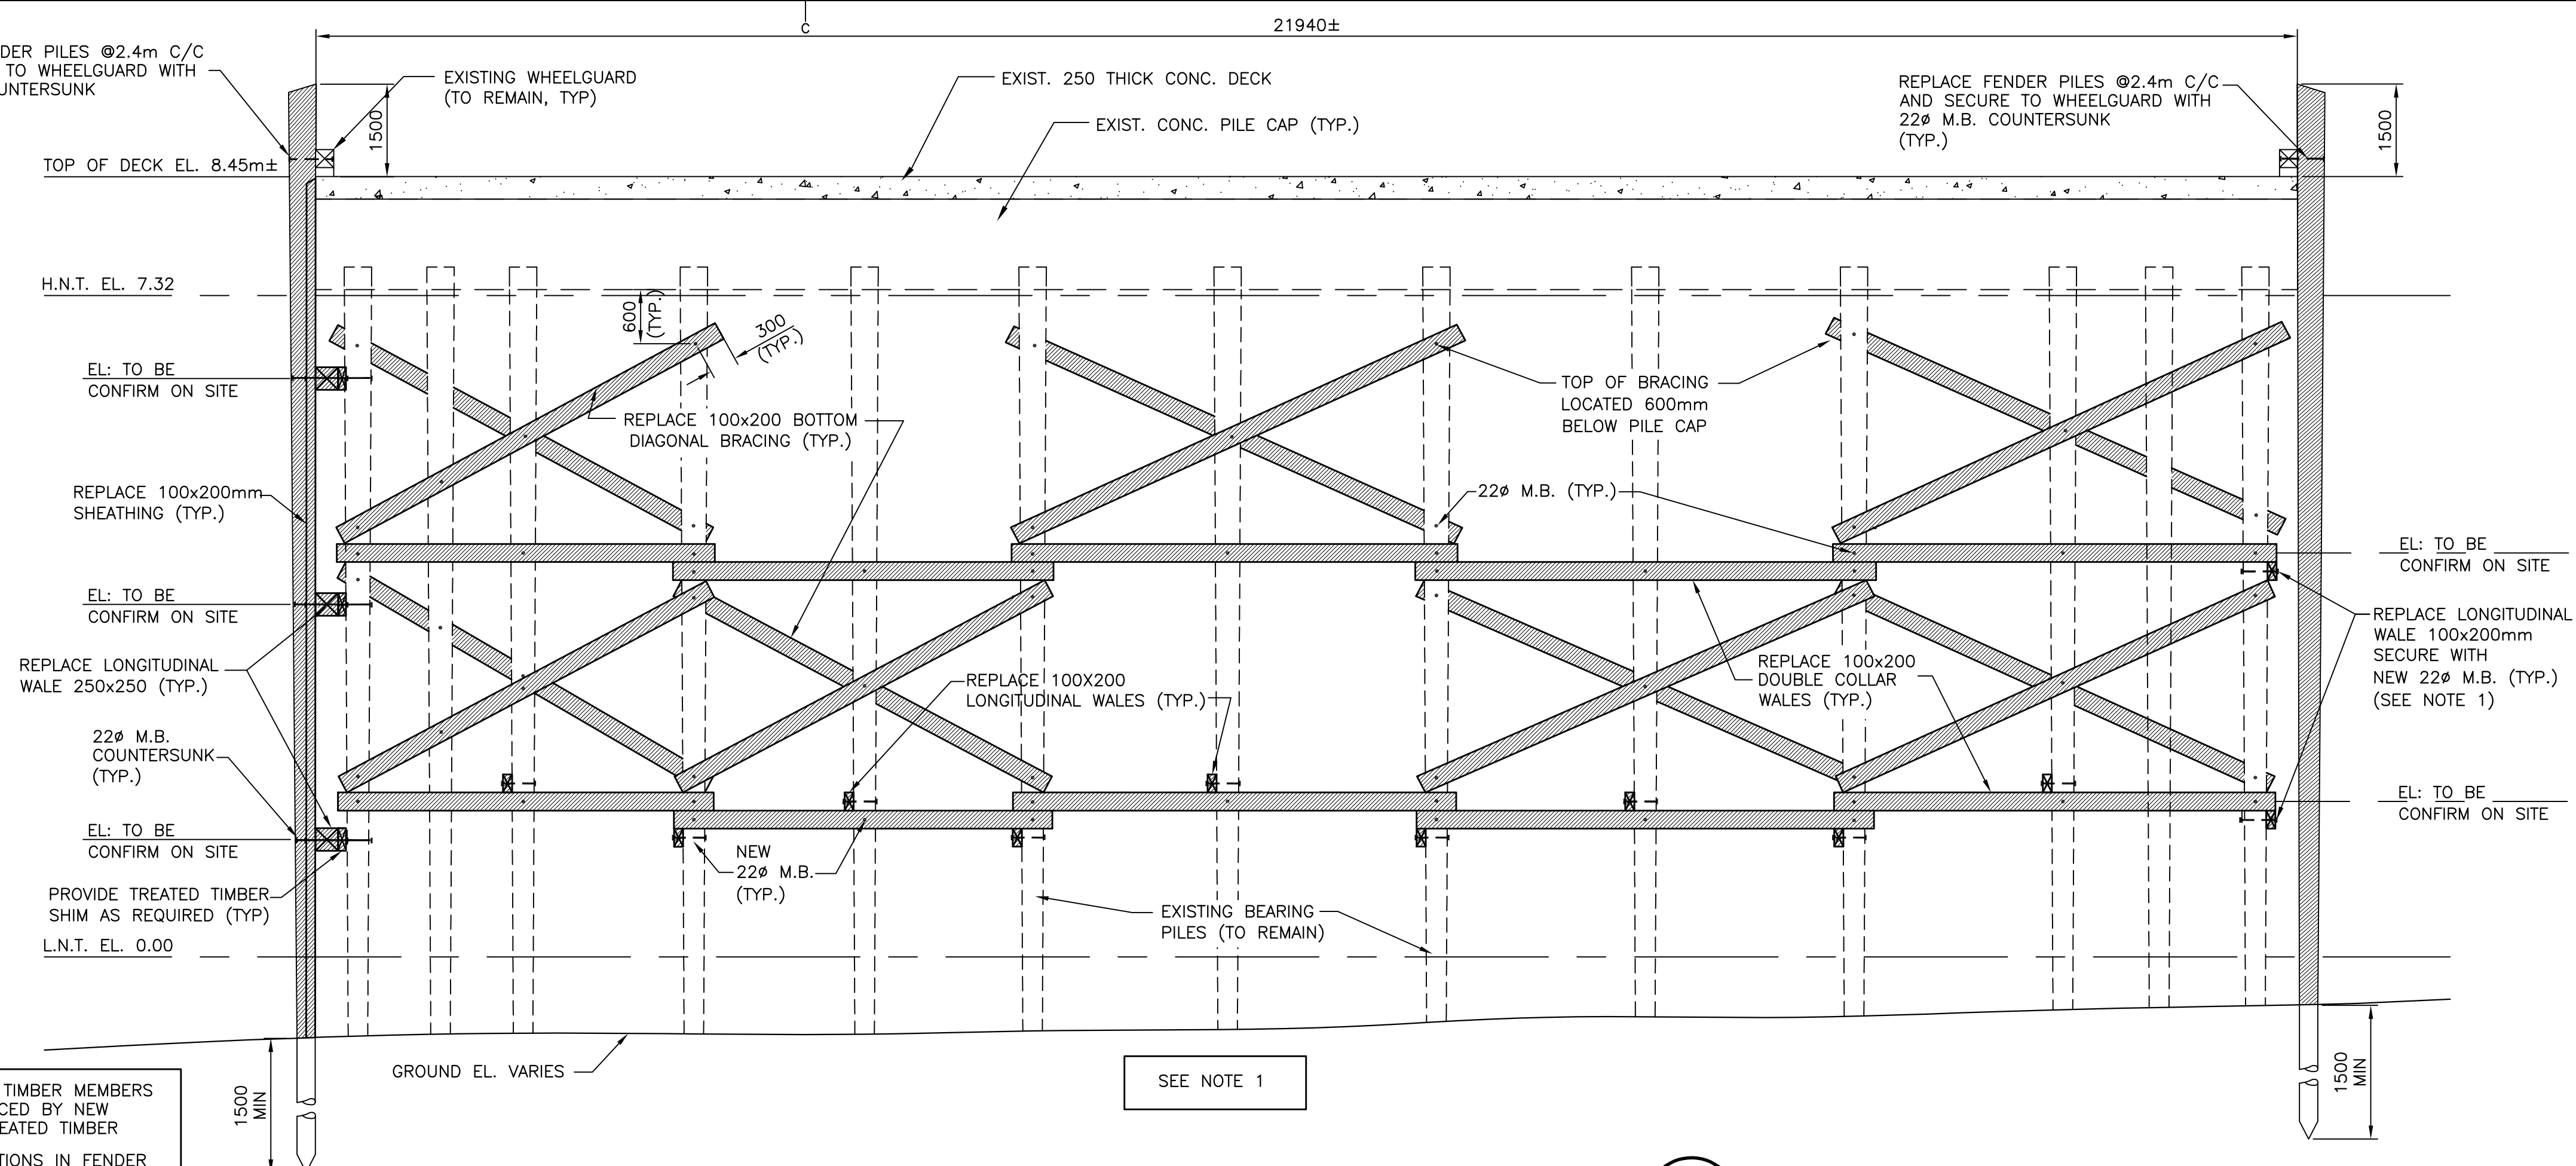 C
21940±
DER PILES @2.4m C/C
TO WHEELGUARD WITH
UNTERSUNK
EXISTING WHEELGUARD
(TO REMAIN, TYP)
1500
EXIST. 250 THICK CONC. DECK
EXIST. CONC. PILE CAP (TYP.)
REPLACE FENDER PILES @2.4m C/C
AND SECURE TO WHEELGUARD WITH
22ø M.B. COUNTERSUNK
(TYP.)
1500
TOP OF DECK EL. 8.45m±
H.N.T. EL. 7.32
600
(TYP.)
300
(TYP.)
EL: TO BE
CONFIRM ON SITE
REPLACE 100x200 BOTTOM
DIAGONAL BRACING (TYP.)
TOP OF BRACING
LOCATED 600mm
BELOW PILE CAP
REPLACE 100x200mm
SHEATHING (TYP.)
22ø M.B. (TYP.)
EL: TO BE
CONFIRM ON SITE
EL: TO BE
CONFIRM ON SITE
REPLACE LONGITUDINAL
WALE 250x250 (TYP.)
REPLACE 100X200
LONGITUDINAL WALES (TYP.)
REPLACE 100x200
DOUBLE COLLAR
WALES (TYP.)
REPLACE LONGITUDINAL
WALE 100x200mm
SECURE WITH
NEW 22ø M.B. (TYP.)
(SEE NOTE 1)
22ø M.B.
COUNTERSUNK
(TYP.)
EL: TO BE
CONFIRM ON SITE
EL: TO BE
CONFIRM ON SITE
NEW
22ø M.B.
(TYP.)
PROVIDE TREATED TIMBER
SHIM AS REQUIRED (TYP)
EXISTING BEARING
PILES (TO REMAIN)
L.N.T. EL. 0.00
GROUND EL. VARIES
SEE NOTE 1
1500
MIN
1500
MIN
TIMBER MEMBERS
CED BY NEW
EATED TIMBER
TIONS IN FENDER